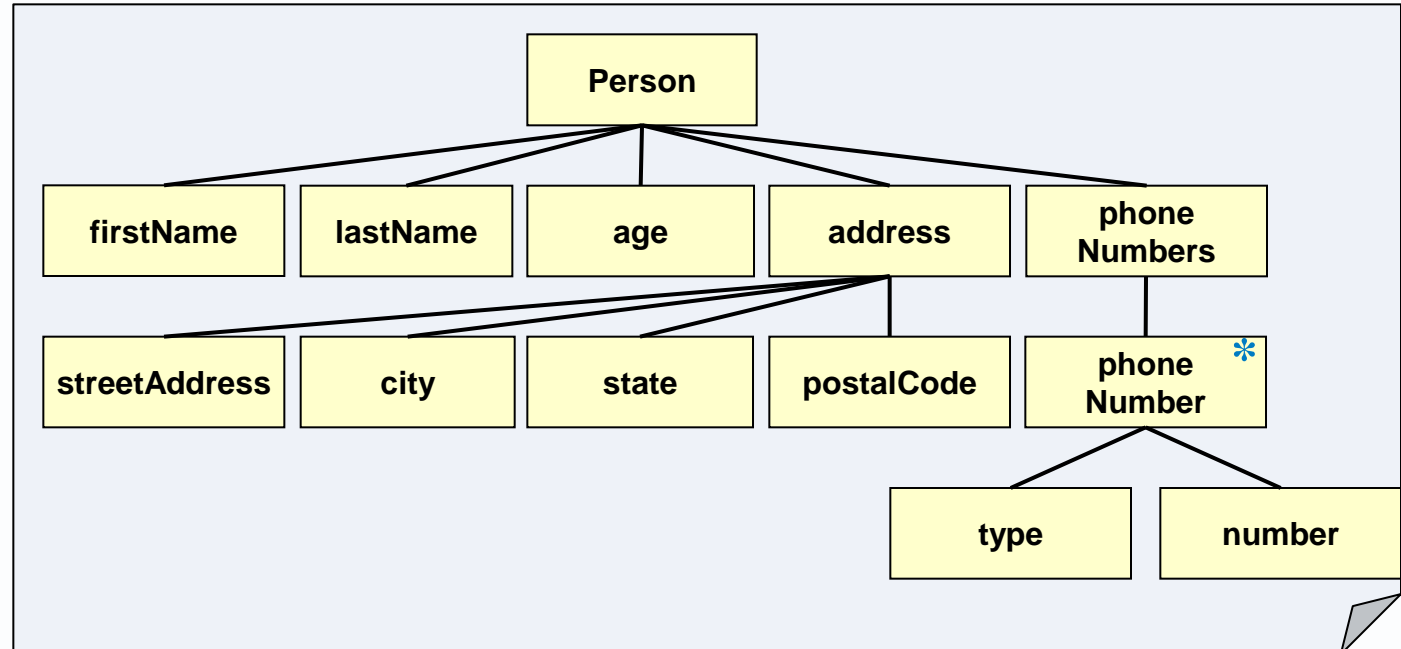 Person
firstName
lastName
age
address
phone
Numbers
streetAddress
city
state
postalCode
phone
Number
*
type
number